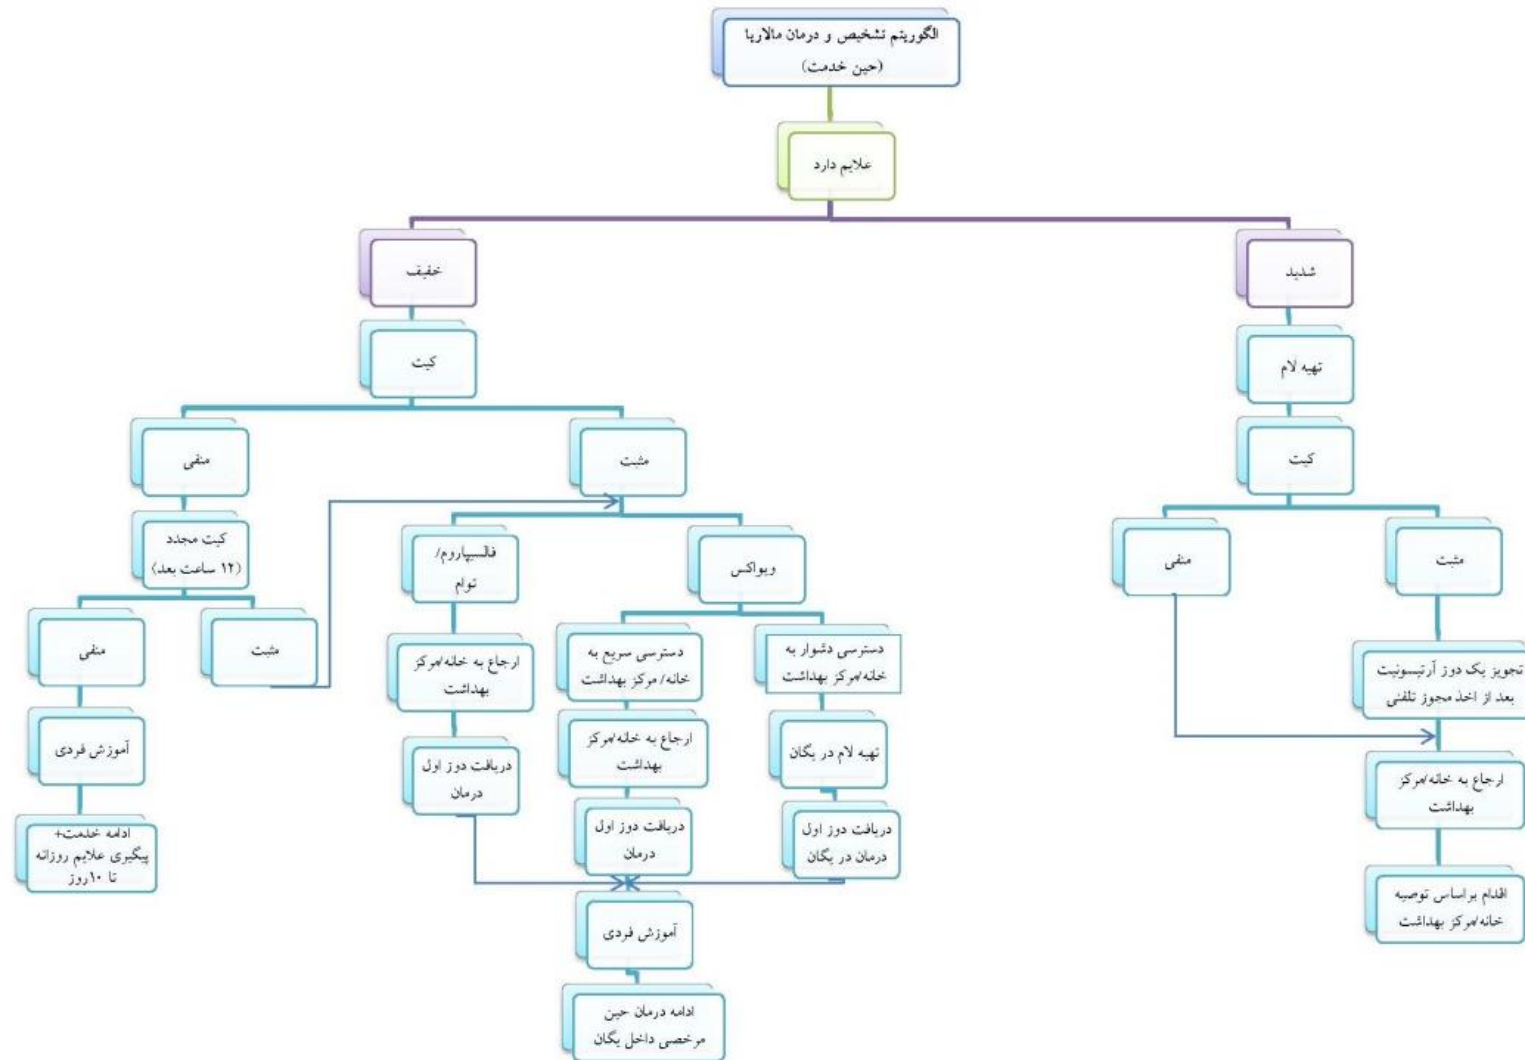 الگوریتم تشخیص و درمان مالاریا
(حین خدمت)
علایم دارد
شدید
خفیف
تهیه لام
کیت
کیت
مثبت
منفی
مثبت
منفی
کیت مجدد
(۱۲ ساعت بعد)
ویواکس
فالسیپاروم/
توام
مثبت
منفی
تجویز یک دوز آرتیسونیت
بعد از اخذ مجوز تلفنی
دسترسی دشوار به
خانه/مرکز بهداشت
دسترسی سریع به
خانه/ مرکز بهداشت
ارجاع به خانه/مرکز
بهداشت
آموزش فردی
ارجاع به خانه/مرکز
بهداشت
تهیه لام در یگان
ارجاع به خانه/مرکز
بهداشت
دریافت دوز اول
درمان
دریافت دوز اول
درمان در یگان
دریافت دوز اول
درمان
ادامه خدمت+
پیگیری علایم روزانه
تا ۱۰روز
اقدام براساس توصیه
خانه/مرکز بهداشت
آموزش فردی
ادامه درمان حین
مرخصی داخل یگان